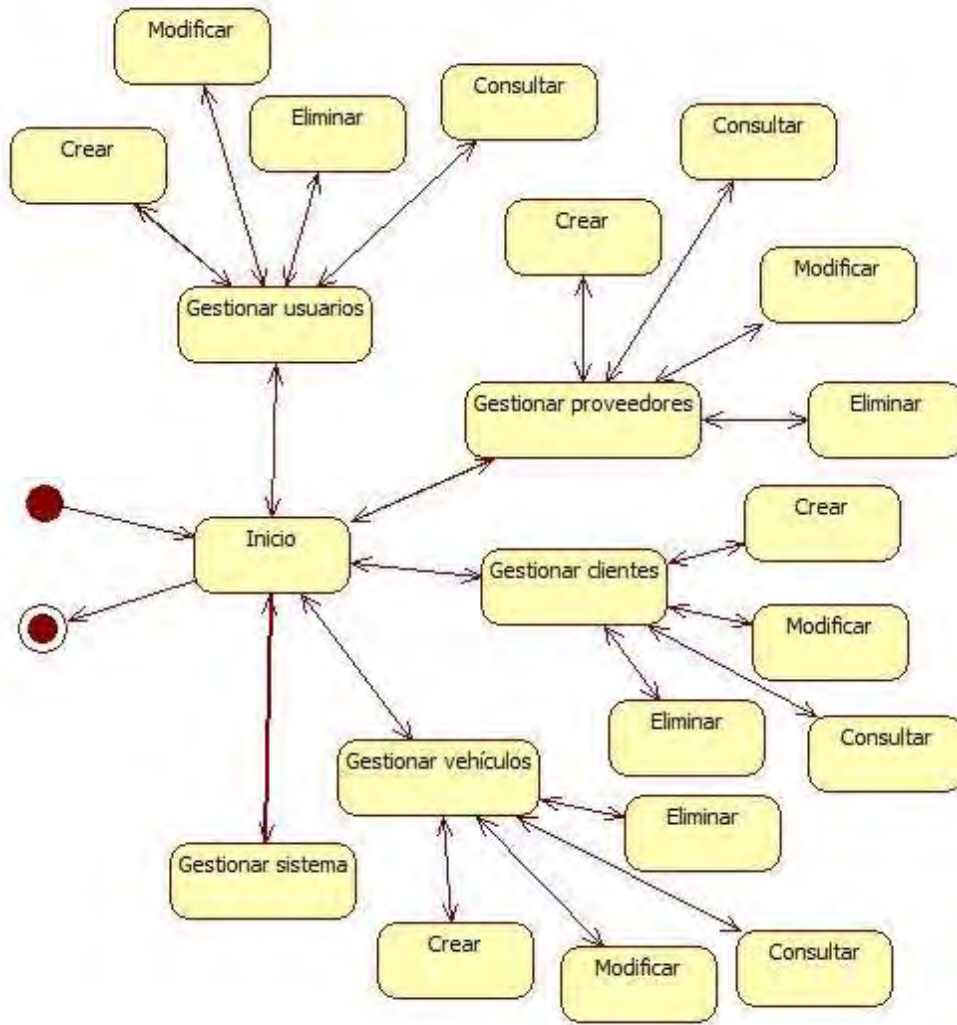 Modificar
Consultar
Eliminar
Consultar
Crear
Crear
Modificar
Gestionar usuarios
Gestionar proveedores
Eliminar
Crear
Inicio
Gestionar clientes
Modificar
Eliminar
Consultar
Gestionar vehículos
Eliminar
Gestionar sistema
Crear
Modificar
Consultar